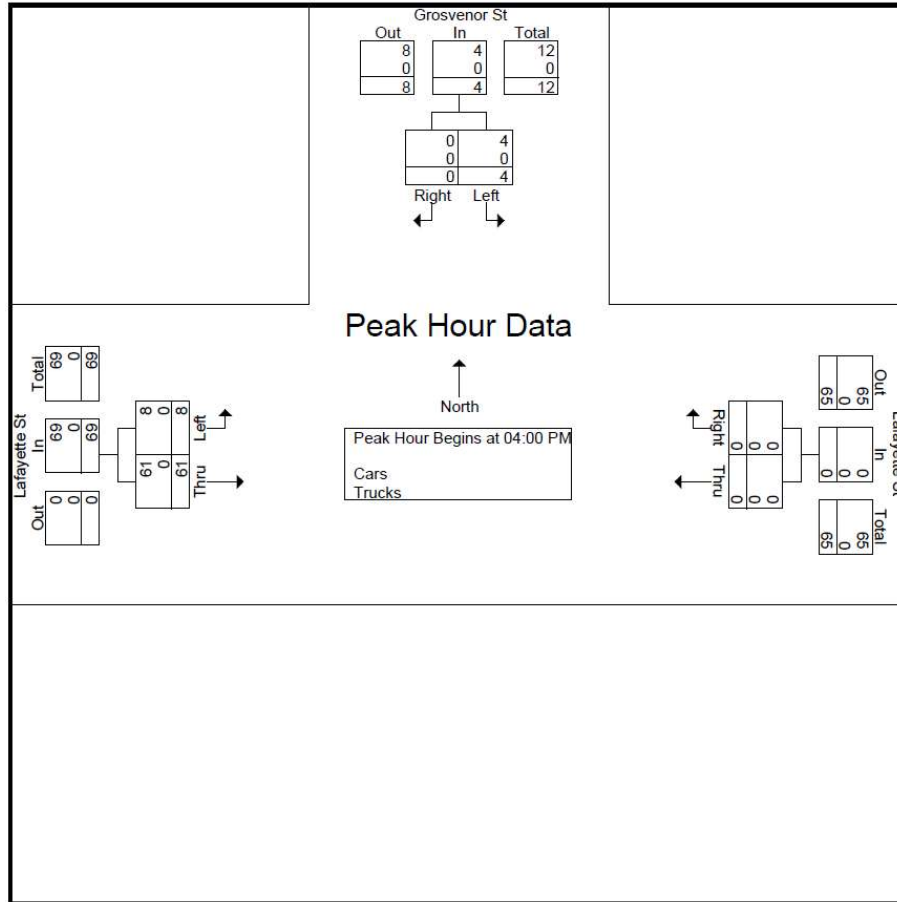 Grosvenor St
Out In Total
8 4 12
0 0 0
8 4 12
0 4
0 0
0 4
Right Left
Peak Hour Data
North
Peak Hour Begins at 04:00 PM
Cars
Trucks
Lafayette St
Out In Total
0 69 69
0 0 0
0 69 69
61 8
0 0
61 8
Thru Left
Lafayette St
Out In Total
65 0 65
0 0 0
65 0 65
0 0
0 0
0 0
Right Thru